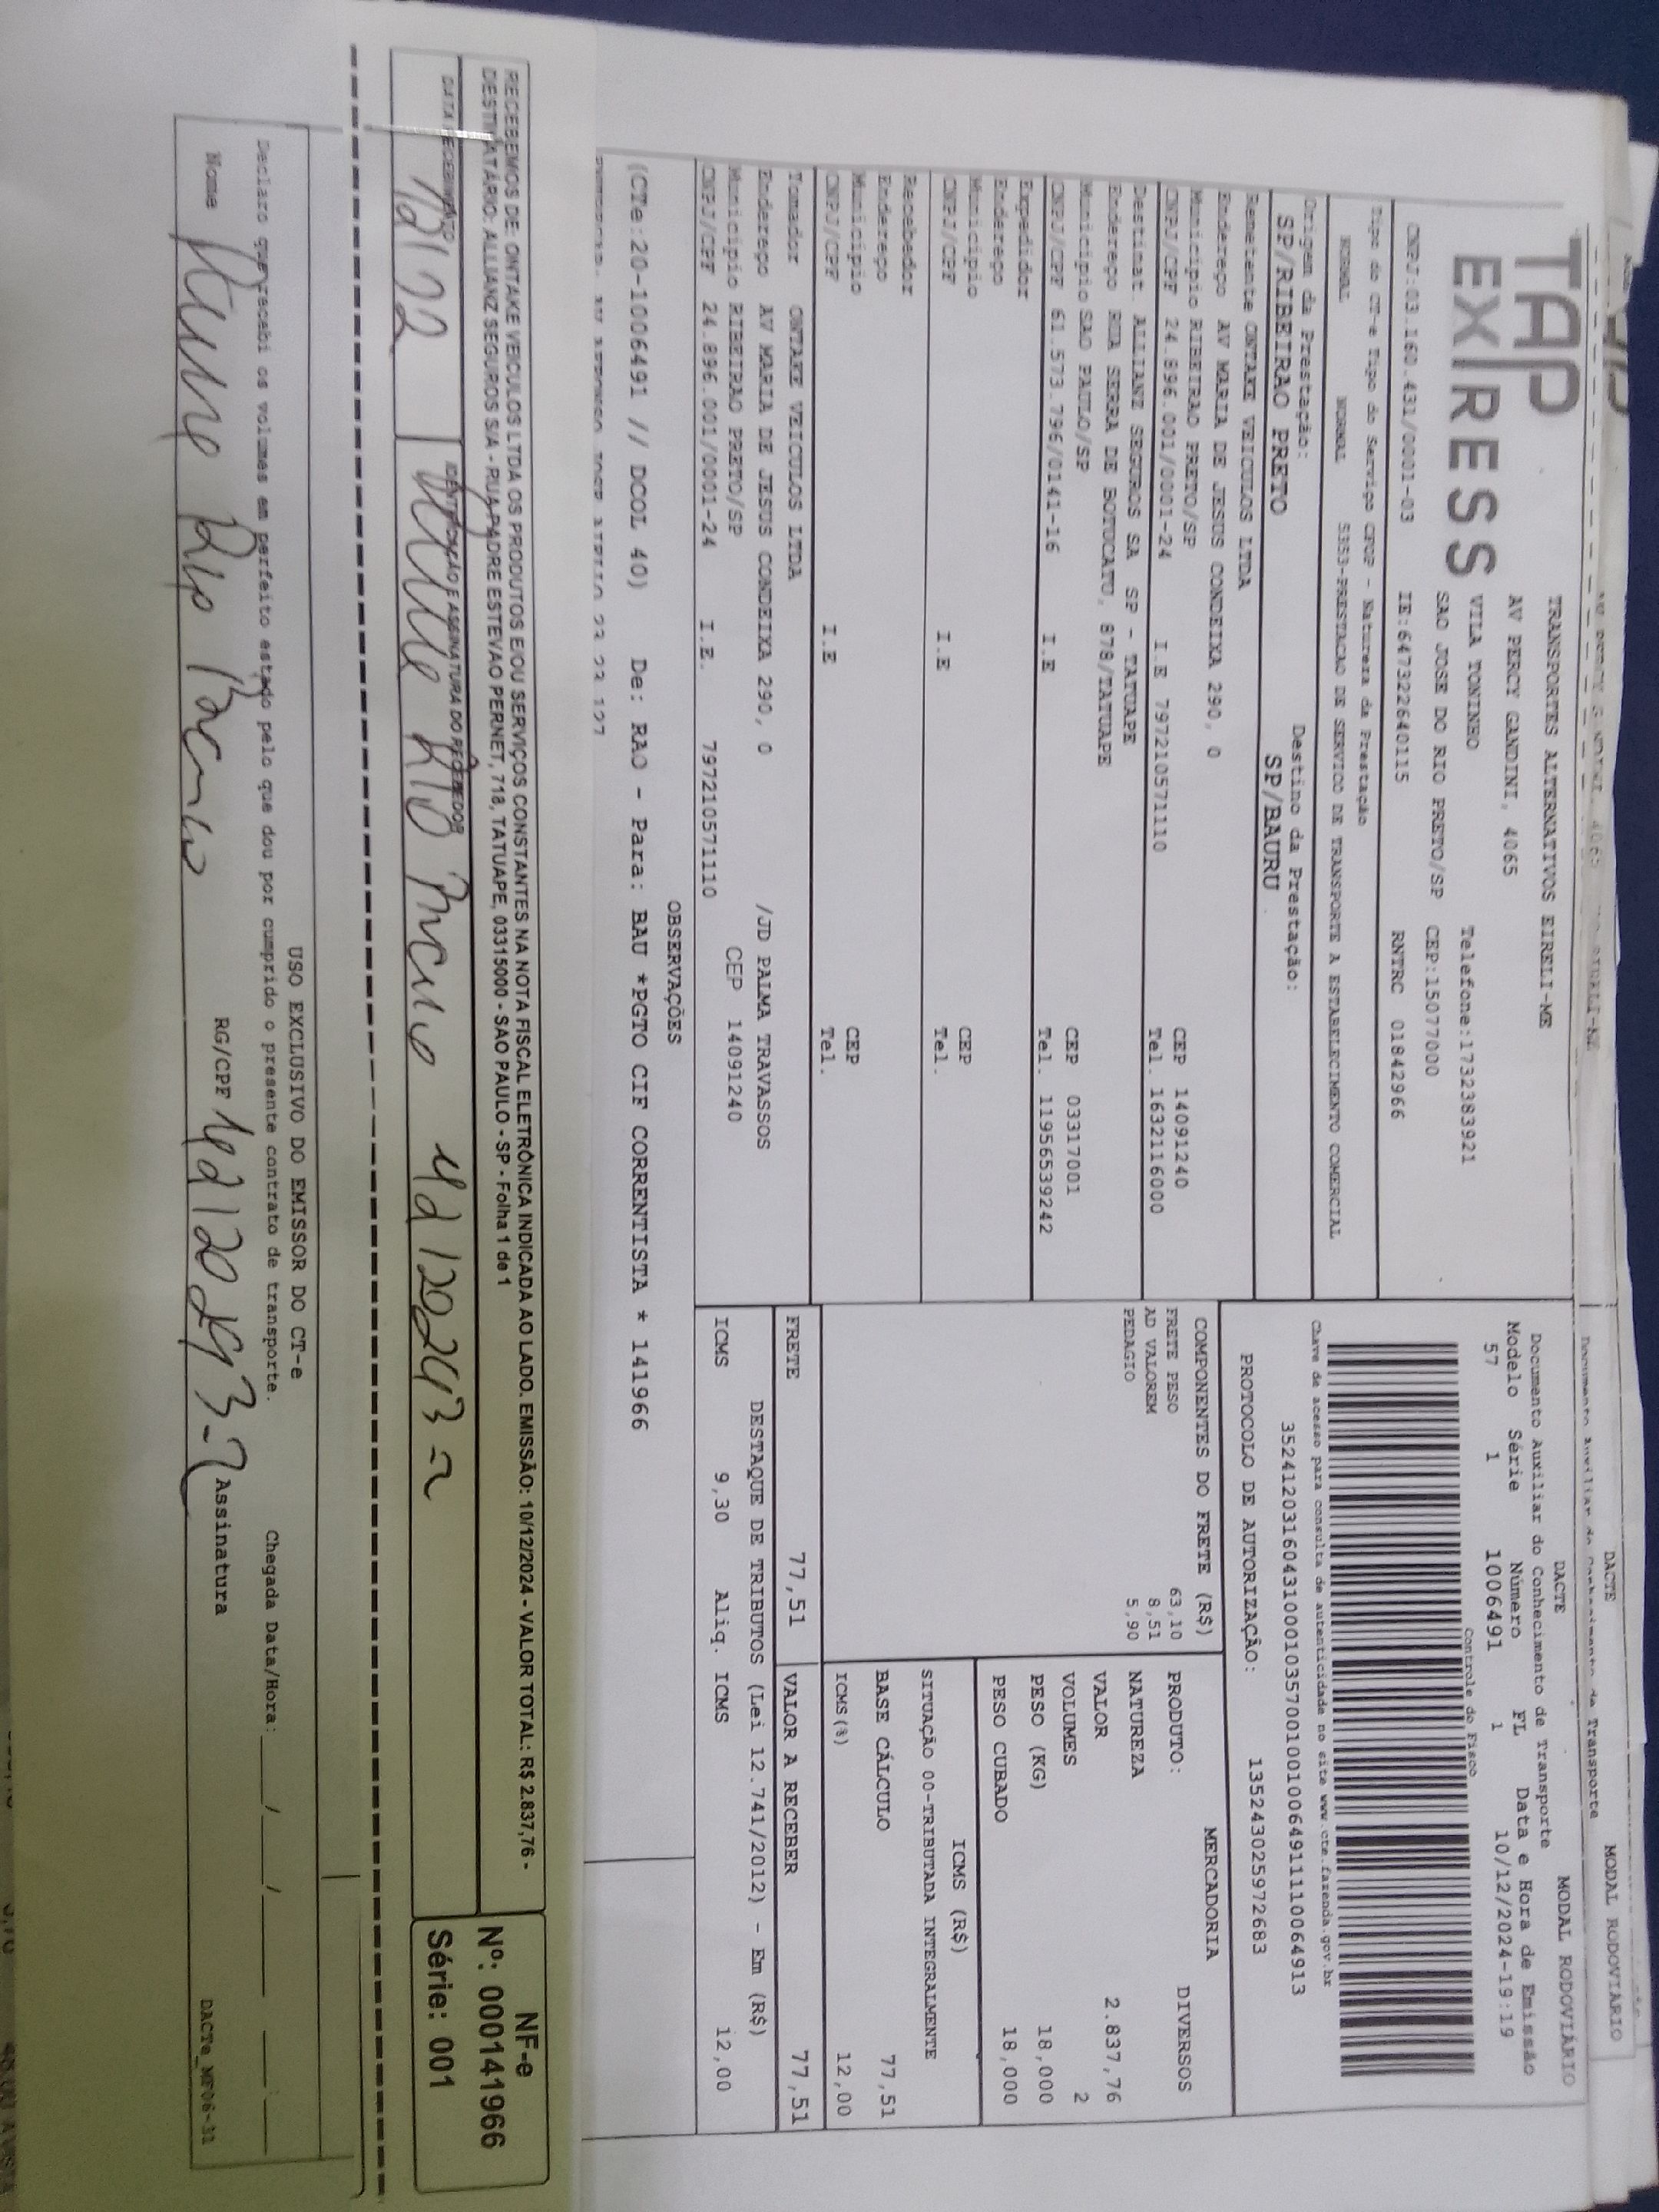 DACTE
MODAL RODOVIARIO
TAP
EXPRESS
TRANSPORTES ALTERNATIVOS EIRELI-ME
AV PERCY GANDINI, 4065
VILA TONINHO
Telefone:1732383921
SAO JOSE DO RIO PRETO/SP CEP:15077000
CNPJ:03.160.431/0001-03 IE:647322640115 RNTRC 01842966
DACTE MODAL RODOVIÁRIO
Documento Auxiliar do Conhecimento de Transporte
Modelo Série Número FL Data e Hora de Emissão
57 1 1006491 1 10/12/2024-19:19
Controle do Fisco
Chave de acesso para consulta de autenticidade no site www.cte.fazenda.gov.br
35241203160431000103570010010064911110064913
PROTOCOLO DE AUTORIZAÇÃO: 135243025972683
Tipo do CT-e Tipo do Serviço CFOP - Natureza da Prestação
NORMAL NORMAL 5353-PRESTACAO DE SERVICO DE TRANSPORTE A ESTABELECIMENTO COMERCIAL
Origem da Prestação: Destino da Prestação:
SP/RIBEIRAO PRETO SP/BAURU
Remetente ONTAKE VEICULOS LTDA
Endereço AV MARIA DE JESUS CONDEIXA 290, 0
Município RIBEIRAO PRETO/SP CEP 14091240
CNPJ/CPF 24.896.001/0001-24 I.E 797210571110 Tel. 1632116000
Destinat. ALLIANZ SEGUROS SA SP - TATUAPE
Endereço RUA SERRA DE BOTUCATU, 878/TATUAPE
Município SAO PAULO/SP CEP 03317001
CNPJ/CPF 61.573.796/0141-16 I.E Tel. 11956539242
Expedidor
Endereço
Município CEP
CNPJ/CPF I.E Tel.
Recebedor
Endereço
Município CEP
CNPJ/CPF I.E Tel.
Tomador ONTAKE VEICULOS LTDA
Endereço AV MARIA DE JESUS CONDEIXA 290, 0 /JD PALMA TRAVASSOS
Município RIBEIRAO PRETO/SP CEP 14091240
CNPJ/CPF 24.896.001/0001-24 I.E. 797210571110
COMPONENTES DO FRETE (R$)
FRETE PESO 63,10
AD VALOREM 8,51
PEDAGIO 5,90
MERCADORIA
PRODUTO: DIVERSOS
NATUREZA
VALOR 2.837,76
VOLUMES 2
PESO (KG) 18,000
PESO CUBADO 18,000
ICMS (R$)
SITUAÇÃO 00-TRIBUTADA INTEGRALMENTE
BASE CÁLCULO 77,51
ICMS(%) 12,00
FRETE 77,51 VALOR A RECEBER 77,51
DESTAQUE DE TRIBUTOS (Lei 12.741/2012) - Em (R$)
ICMS 9,30 Aliq. ICMS 12,00
OBSERVAÇÕES
(CTe:20-1006491 // DCOL 40) De: RAO - Para: BAU *PGTO CIF CORRENTISTA * 141966
RECEBEMOS DE: ONTAKE VEICULOS LTDA OS PRODUTOS E/OU SERVIÇOS CONSTANTES NA NOTA FISCAL ELETRÔNICA INDICADA AO LADO. EMISSÃO: 10/12/2024 - VALOR TOTAL: R$ 2.837,76 -
DESTINATÁRIO: ALLIANZ SEGUROS S/A - RUA PADRE ESTEVAO PERNET, 718, TATUAPE, 03315000 - SAO PAULO - SP - Folha 1 de 1
DATA RECEBIMENTO IDENTIFICAÇÃO E ASSINATURA DO RECEBEDOR
NF-e
Nº: 000141966
Série: 001
USO EXCLUSIVO DO EMISSOR DO CT-e
Declaro que recebi os volumes em perfeito estado pelo que dou por cumprido o presente contrato de transporte. Chegada Data/Hora: / /
Nome RG/CPF Assinatura